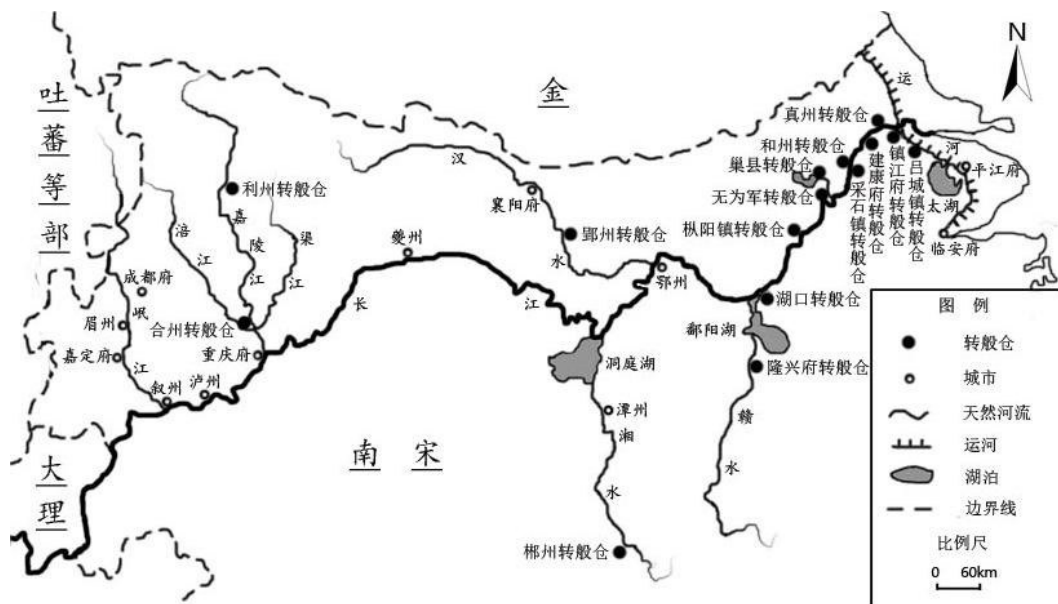 N
金
吐蕃等部
大理
南宋
运
河
真州转般仓
和州转般仓
巢县转般仓
无为军转般仓
枞阳镇转般仓
采石镇转般仓
建康府转般仓
镇江府转般仓
吕城镇转般仓
平江府
太湖
临安府
汉
水
襄阳府
郢州转般仓
鄂州
利州转般仓
嘉
陵
江
渠
江
涪
江
夔州
长
江
成都府
岷
江
眉州
嘉定府
合州转般仓
重庆府
叙州
泸州
洞庭湖
潭州
湘
水
郴州转般仓
湖口转般仓
鄱阳湖
隆兴府转般仓
赣
水
图 例
转般仓
城市
天然河流
运河
湖泊
边界线
比例尺
0 60km